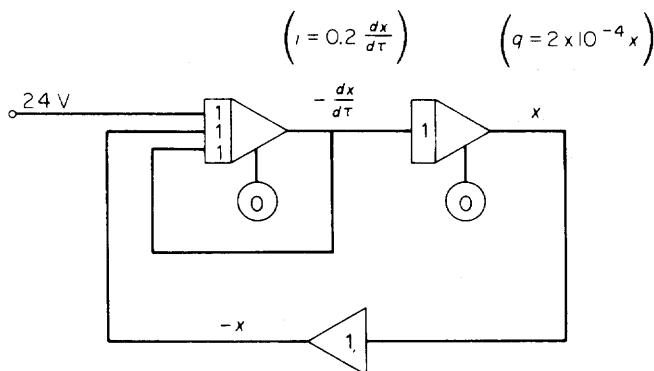 (i = 0.2 dx/dτ) (q = 2 x 10⁻⁴ x)
24 V
- dx/dτ
x
1
1
1
1
0
0
-x
1